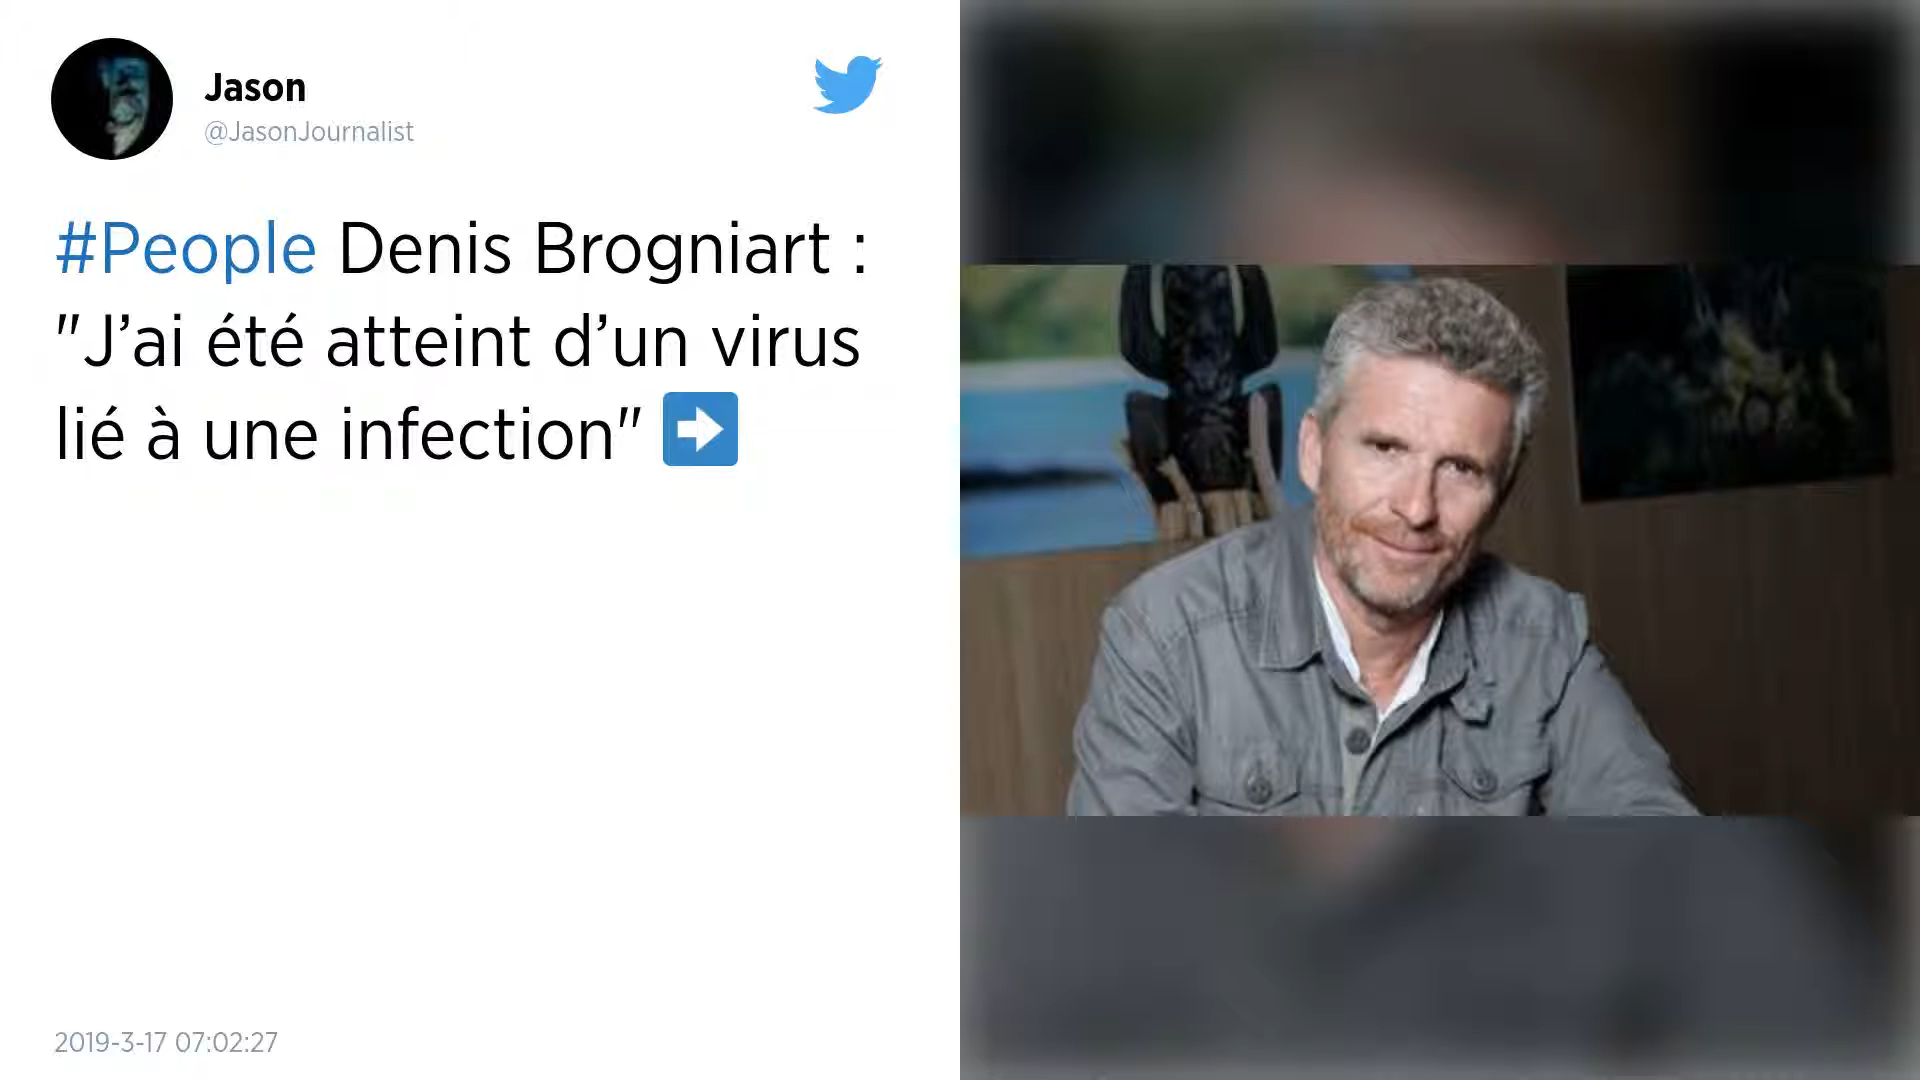 Jason
@JasonJournalist
#People Denis Brogniart :
"J’ai été atteint d’un virus
lié à une infection" ➡
2019-3-17 07:02:27